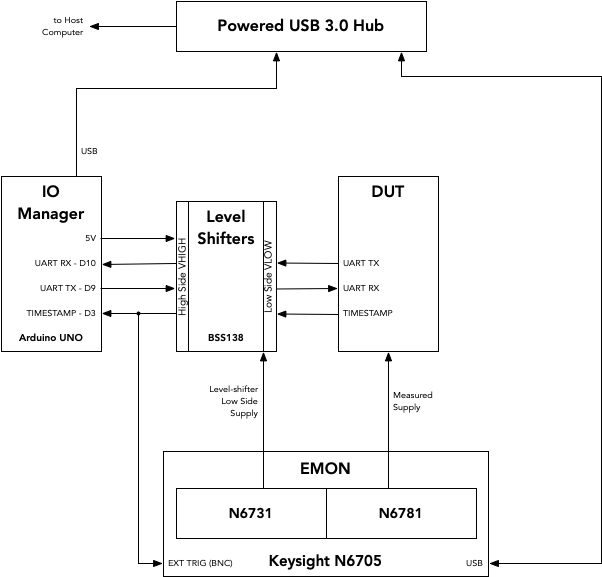 to Host
Computer
Powered USB 3.0 Hub
USB
IO
Manager
5V
UART RX - D10
UART TX - D9
TIMESTAMP - D3
Arduino UNO
High Side VHIGH
Level
Shifters
BSS138
Low Side VLOW
DUT
UART TX
UART RX
TIMESTAMP
Level-shifter
Low Side
Supply
Measured
Supply
EMON
N6731
N6781
EXT TRIG (BNC)
Keysight N6705
USB